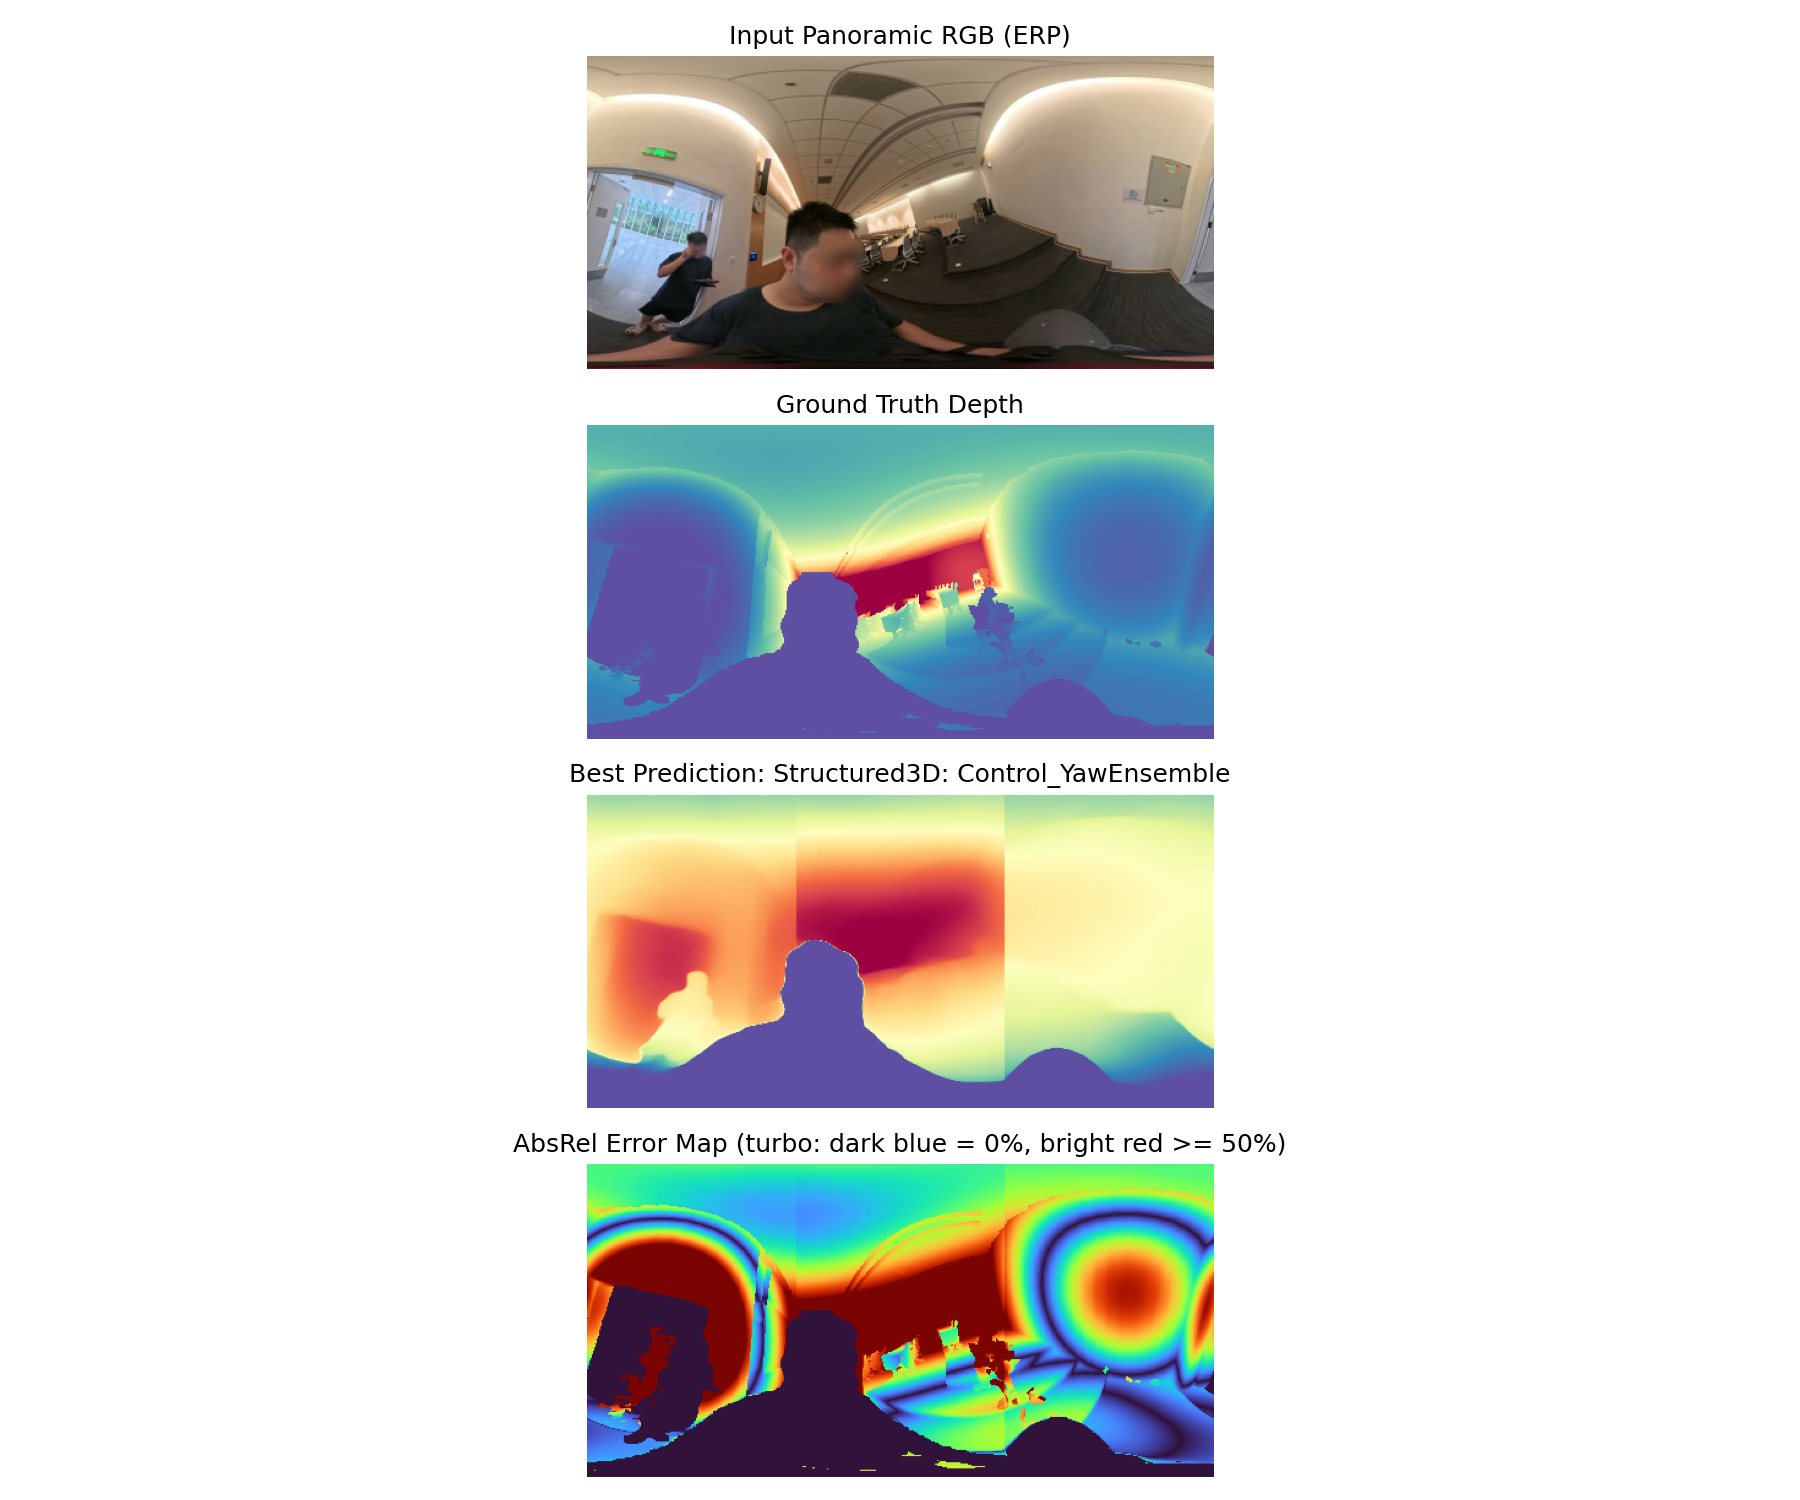 Input Panoramic RGB (ERP)
Ground Truth Depth
Best Prediction: Structured3D: Control_YawEnsemble
AbsRel Error Map (turbo: dark blue = 0%, bright red >= 50%)